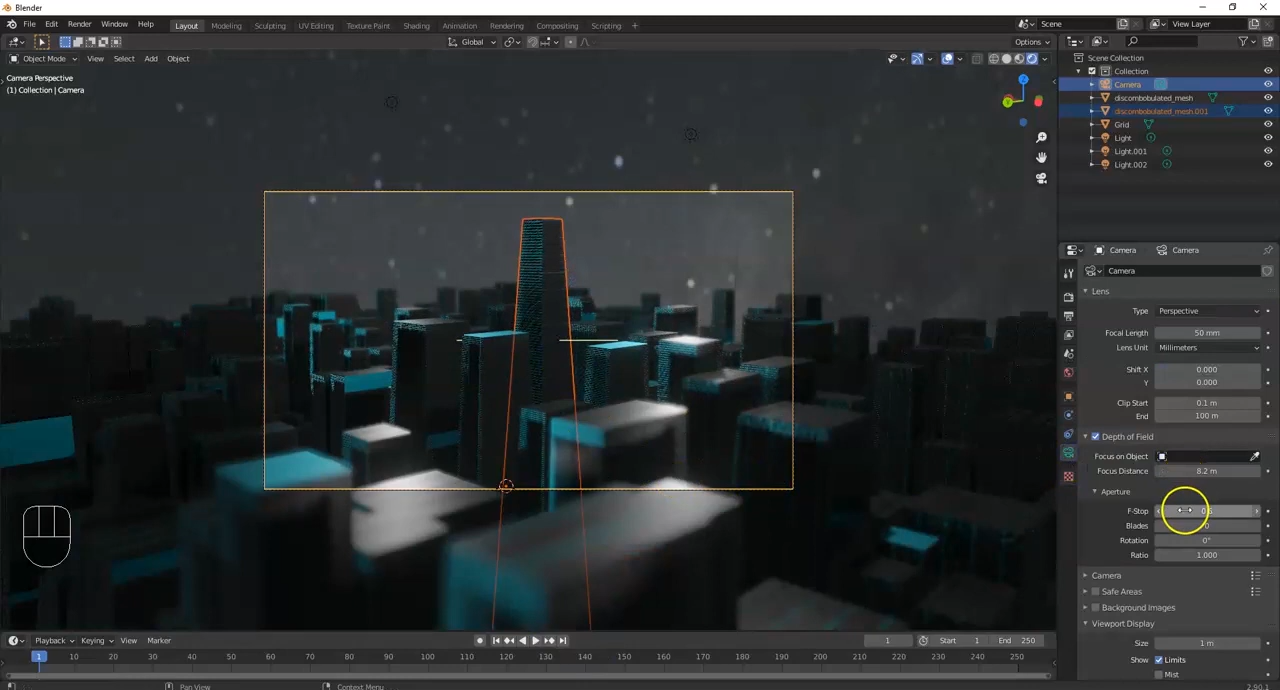 Blender
File Edit Render Window Help Layout Modeling Sculpting UV Editing Texture Paint Shading Animation Rendering Compositing Scripting + Scene View Layer
Global Options
Object Mode View Select Add Object
Camera Perspective
(1) Collection | Camera
Scene Collection
Collection
Camera
discombobulated_mesh
discombobulated_mesh.001
Grid
Light
Light.001
Light.002
Camera Camera
Camera
Lens
Type Perspective
Focal Length 50 mm
Lens Unit Millimeters
Shift X 0.000
Y 0.000
Clip Start 0.1 m
End 100 m
Depth of Field
Focus on Object
Focus Distance 8.2 m
Aperture
F-Stop
Blades 0
Rotation 0°
Ratio 1.000
Camera
Safe Areas
Background Images
Viewport Display
Size 1 m
Show Limits
Mist
Playback Keying View Marker 1 Start 1 End 250
1 10 20 30 40 50 60 70 80 90 100 110 120 130 140 150 160 170 180 190 200 210 220 230 240 250
Pan View Context Menu 2.90.1